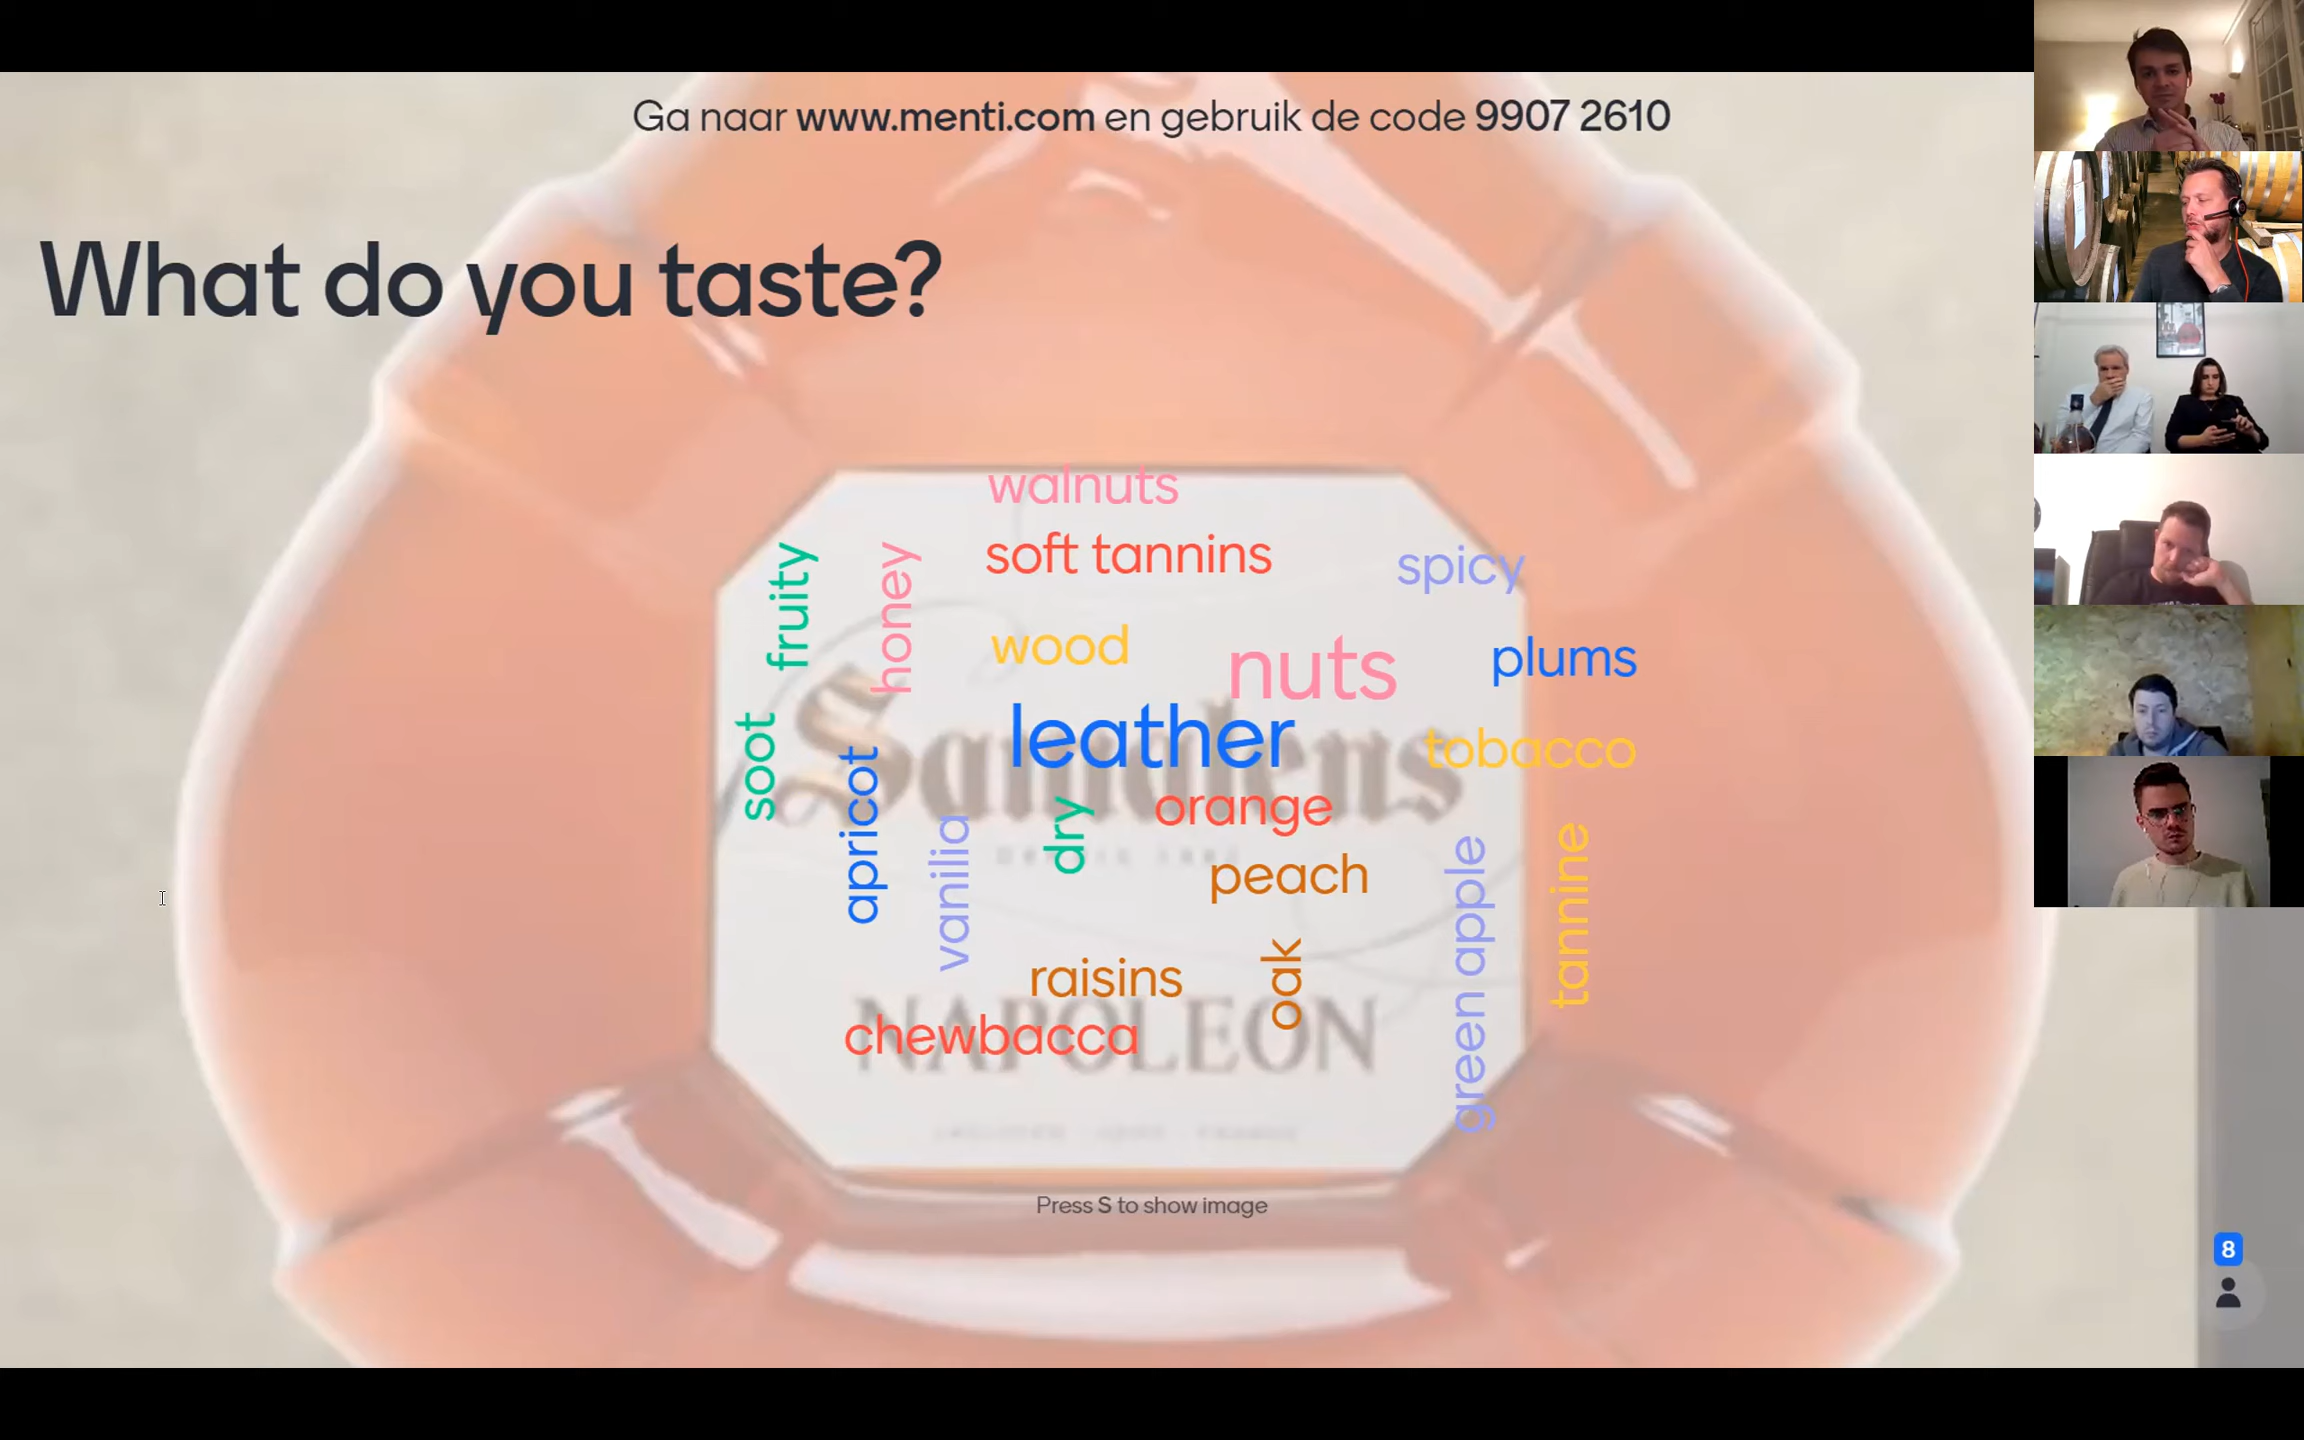 Ga naar www.menti.com en gebruik de code 9907 2610
What do you taste?
walnuts
soft tannins
spicy
fruity
honey
wood
nuts
plums
leather
tobacco
soot
apricot
vanilia
dry
orange
peach
green apple
tannine
raisins
oak
chewbacca
NAPOLEON
Press S to show image
8